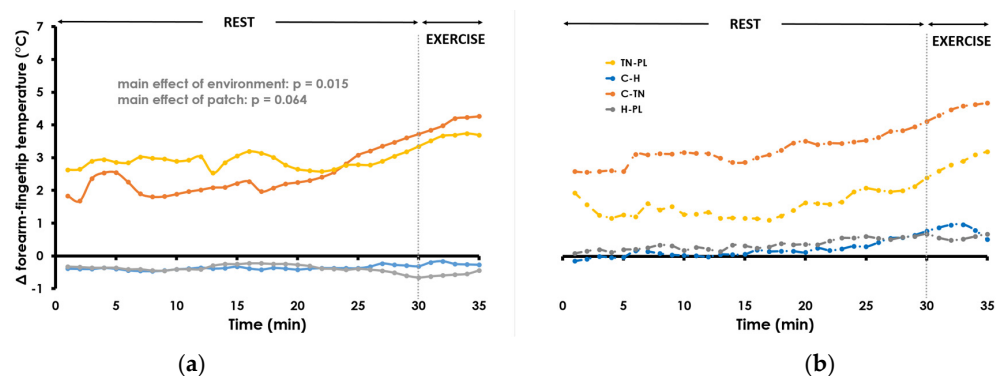 REST
EXERCISE
Δ forearm-fingertip temperature (°C)
7
6
5
4
3
2
1
0
-1
main effect of environment: p = 0.015
main effect of patch: p = 0.064
0 5 10 15 20 25 30 35
Time (min)
(a)
REST
EXERCISE
TN-PL
C-H
C-TN
H-PL
0 5 10 15 20 25 30 35
Time (min)
(b)